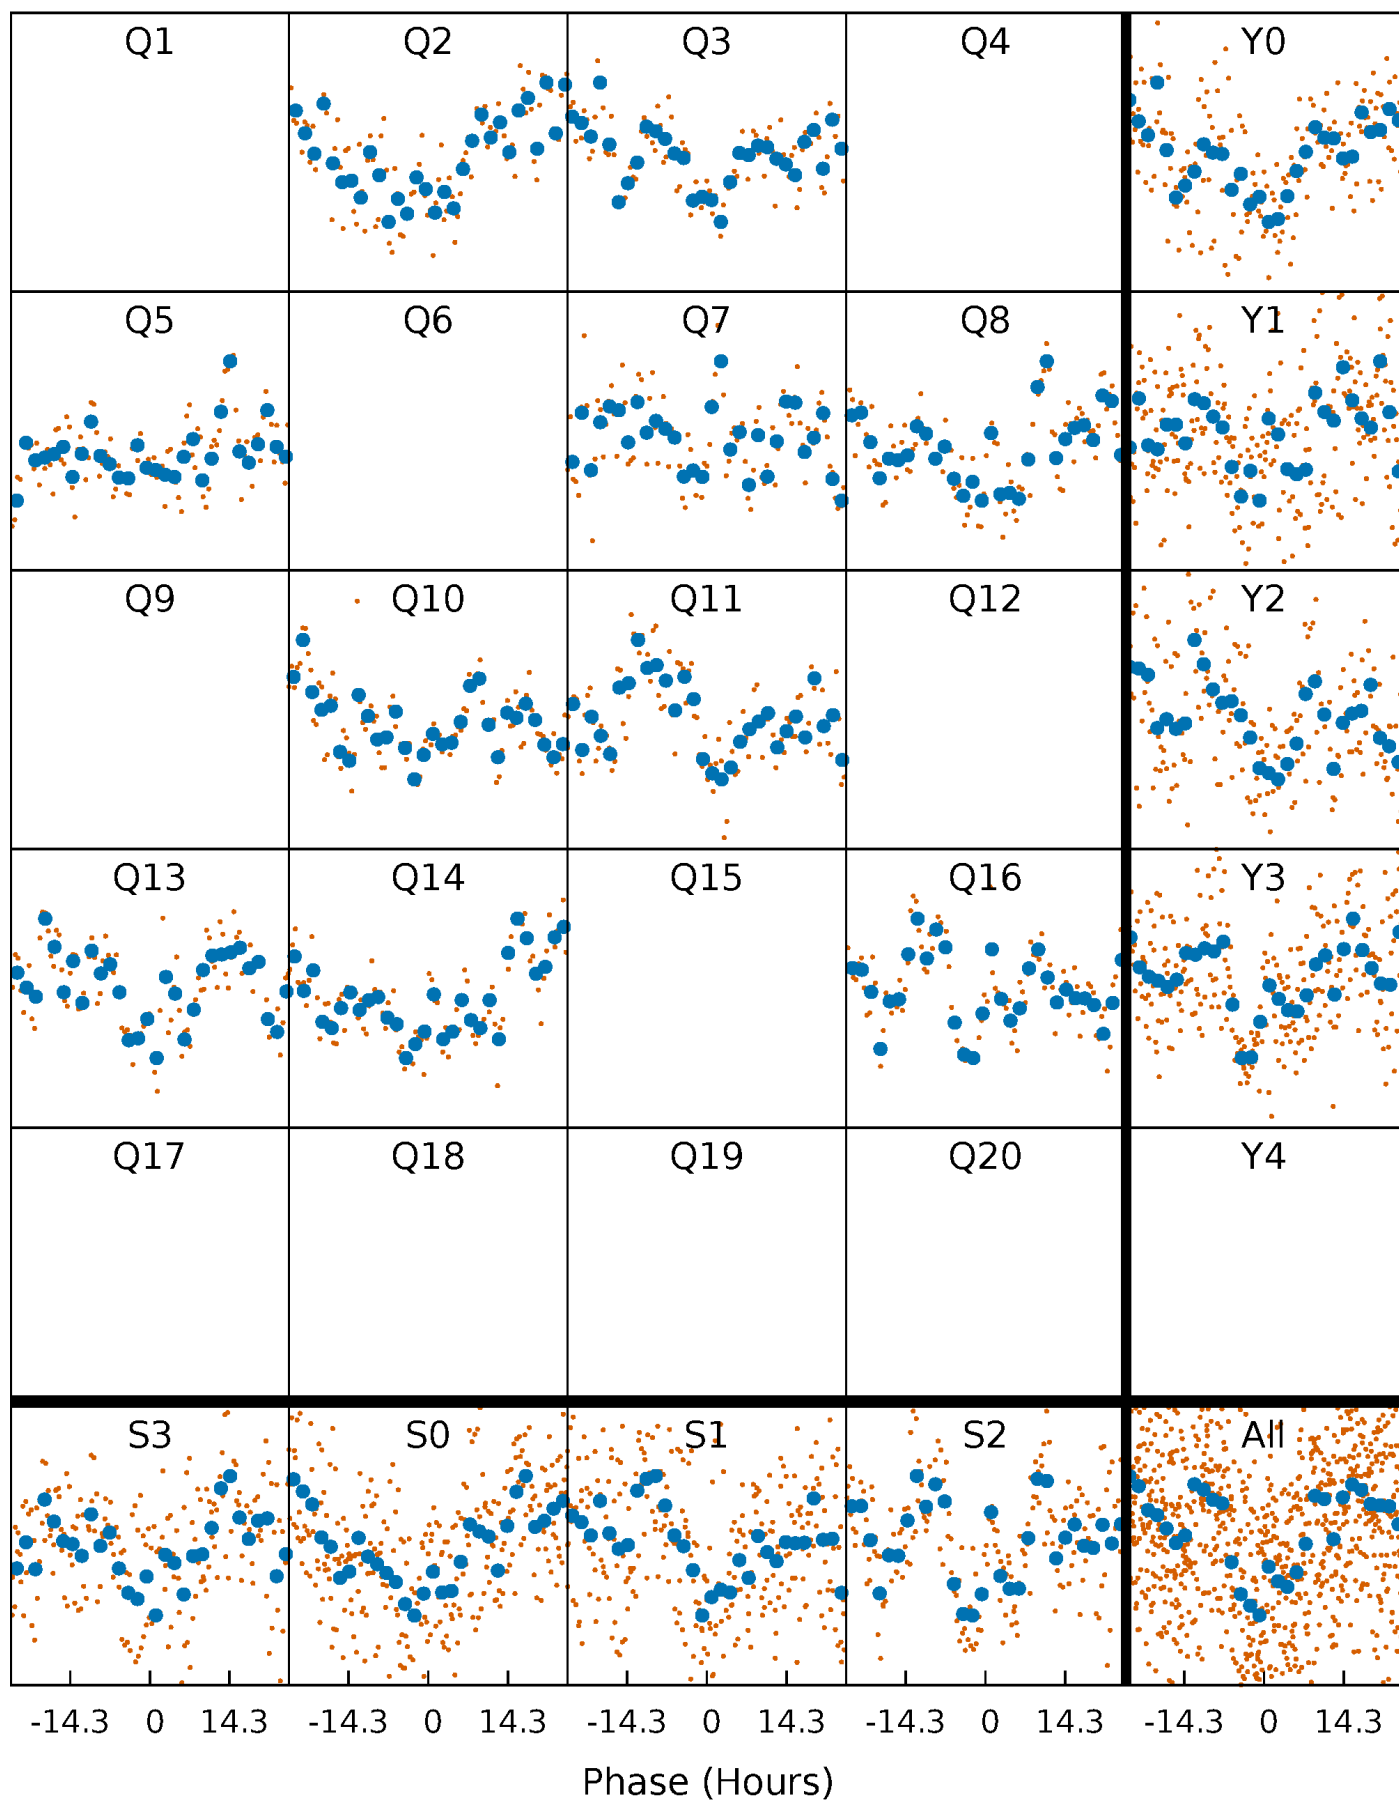 Q1 Q2 Q3 Q4 Y0
Q5 Q6 Q7 Q8 Y1
Q9 Q10 Q11 Q12 Y2
Q13 Q14 Q15 Q16 Y3
Q17 Q18 Q19 Q20 Y4
S3 S0 S1 S2 All
-14.3 0 14.3 -14.3 0 14.3 -14.3 0 14.3 -14.3 0 14.3 -14.3 0 14.3
Phase (Hours)